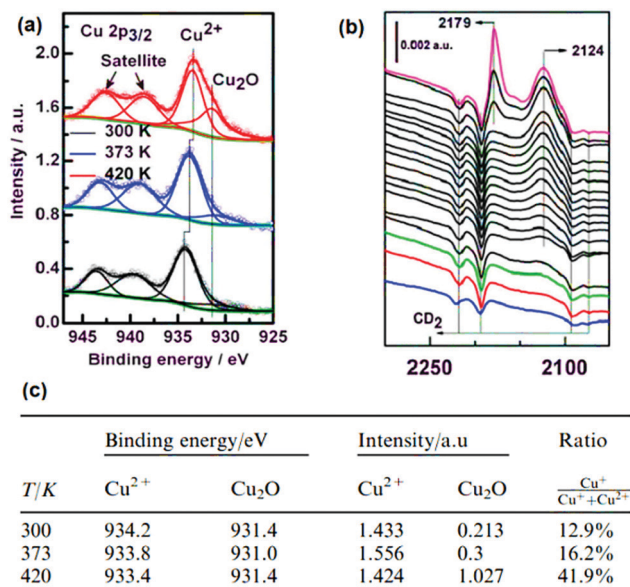 (a)
Cu 2p3/2
Cu2+
Satellite
Cu2O
300 K
373 K
420 K
2.0
1.6
1.2
0.8
0.4
0.0
Intensity / a.u.
945 940 935 930 925
Binding energy / eV
(b)
2179
2124
0.002 a.u.
CD2
2250 2100
(c)
Binding energy/eV Intensity/a.u Ratio
T/K Cu2+ Cu2O Cu2+ Cu2O Cu+/Cu++Cu2+
300 934.2 931.4 1.433 0.213 12.9%
373 933.8 931.0 1.556 0.3 16.2%
420 933.4 931.4 1.424 1.027 41.9%